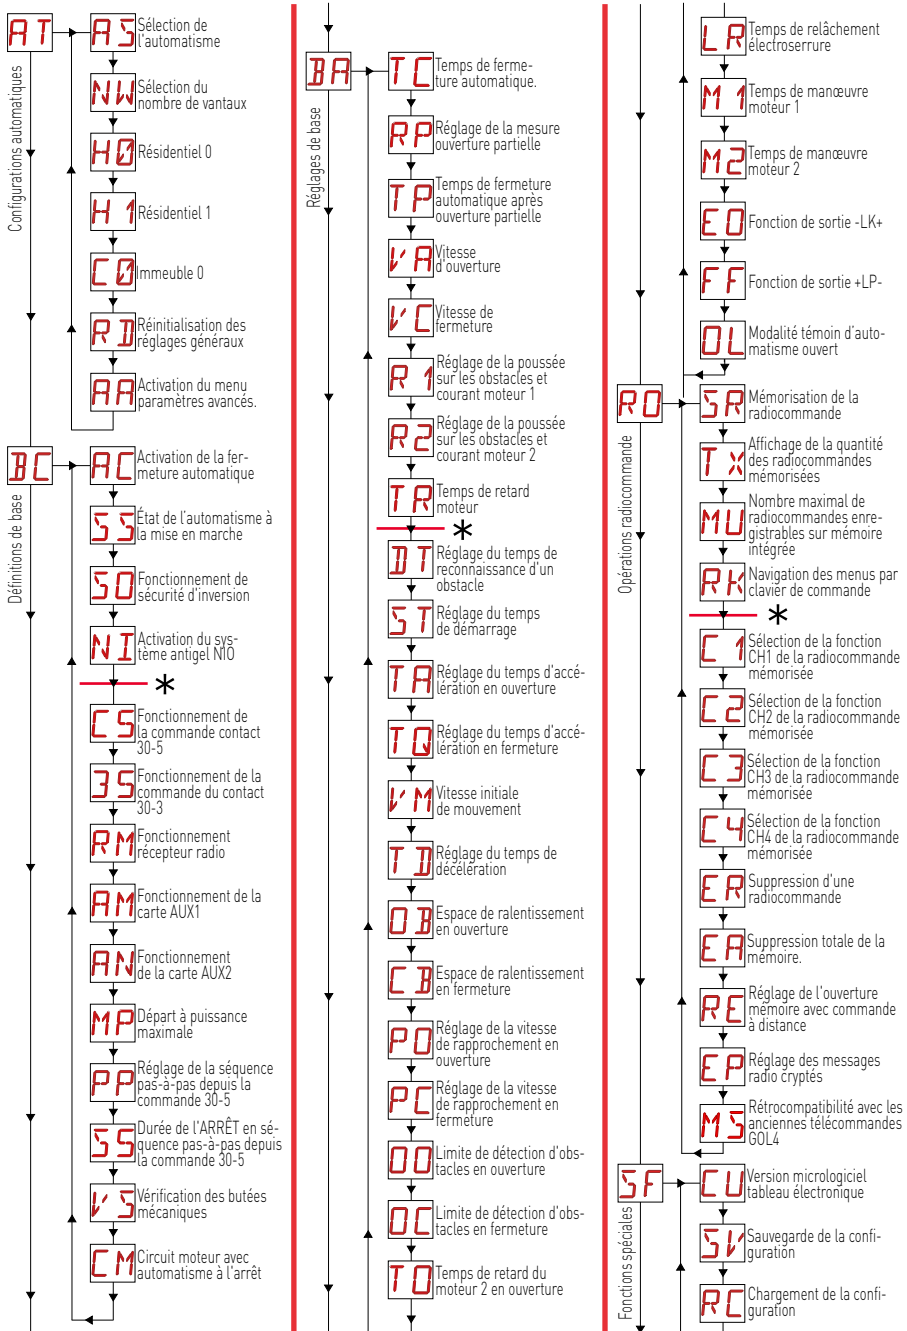 AT
Configurations automatiques
AS
Sélection de
l'automatisme
NW
Sélection du
nombre de vantaux
H0
Résidentiel 0
H1
Résidentiel 1
C0
Immeuble 0
RD
Réinitialisation des
réglages généraux
AA
Activation du menu
paramètres avancés.
BC
Définitions de base
AC
Activation de la fer-
meture automatique
SS
État de l'automatisme à
la mise en marche
SO
Fonctionnement de
sécurité d'inversion
NI
Activation du sys-
tème antigel NIO
*
CS
Fonctionnement de
la commande contact
30-5
3S
Fonctionnement de la
commande du contact
30-3
RM
Fonctionnement
récepteur radio
AM
Fonctionnement de la
carte AUX1
AN
Fonctionnement
de la carte AUX2
MP
Départ à puissance
maximale
PP
Réglage de la séquence
pas-à-pas depuis la
commande 30-5
SS
Durée de l'ARRÊT en sé-
quence pas-à-pas depuis
la commande 30-5
VS
Vérification des butées
mécaniques
CM
Circuit moteur avec
automatisme à l'arrêt
BA
Réglages de base
TC
Temps de ferme-
ture automatique.
RP
Réglage de la mesure
ouverture partielle
TP
Temps de fermeture
automatique après
ouverture partielle
VA
Vitesse
d'ouverture
VC
Vitesse de
fermeture
R1
Réglage de la poussée
sur les obstacles et
courant moteur 1
R2
Réglage de la poussée
sur les obstacles et
courant moteur 2
TR
Temps de retard
moteur
*
DT
Réglage du temps de
reconnaissance d'un
obstacle
ST
Réglage du temps
de démarrage
TA
Réglage du temps d'accé-
lération en ouverture
TQ
Réglage du temps d'accé-
lération en fermeture
VM
Vitesse initiale
de mouvement
TD
Réglage du temps de
décélération
OB
Espace de ralentissement
en ouverture
CB
Espace de ralentissement
en fermeture
PO
Réglage de la vitesse
de rapprochement en
ouverture
PC
Réglage de la vitesse
de rapprochement en
fermeture
OO
Limite de détection d'obs-
tacles en ouverture
OC
Limite de détection d'obs-
tacles en fermeture
TO
Temps de retard du
moteur 2 en ouverture
LR
Temps de relâchement
électroserrure
M1
Temps de manœuvre
moteur 1
M2
Temps de manœuvre
moteur 2
EO
Fonction de sortie -LK+
FF
Fonction de sortie +LP-
OL
Modalité témoin d'auto-
matisme ouvert
RO
Opérations radiocommande
SR
Mémorisation de la
radiocommande
TX
Affichage de la quantité
des radiocommandes
mémorisées
MU
Nombre maximal de
radiocommandes enre-
gistrables sur mémoire
intégrée
RK
Navigation des menus par
clavier de commande
*
C1
Sélection de la fonction
CH1 de la radiocommande
mémorisée
C2
Sélection de la fonction
CH2 de la radiocommande
mémorisée
C3
Sélection de la fonction
CH3 de la radiocommande
mémorisée
C4
Sélection de la fonction
CH4 de la radiocommande
mémorisée
ER
Suppression d'une
radiocommande
EA
Suppression totale de la
mémoire.
RE
Réglage de l'ouverture
mémoire avec commande
à distance
EP
Réglage des messages
radio cryptés
MS
Rétrocompatibilité avec les
anciennes télécommandes
GOL4
SF
Fonctions spéciales
CU
Version micrologiciel
tableau électronique
SV
Sauvegarde de la confi-
guration
RC
Chargement de la confi-
guration